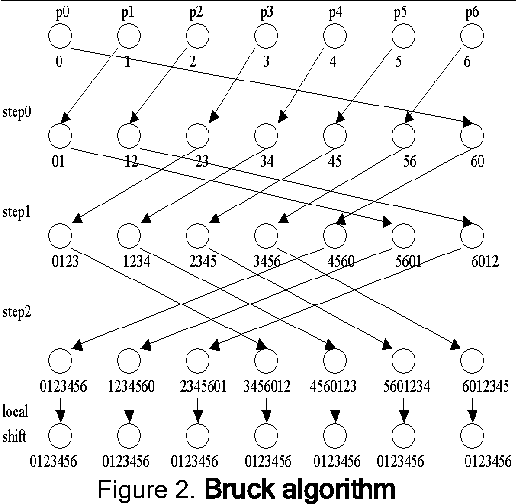 p0 p1 p2 p3 p4 p5 p6
0 1 2 3 4 5 6
step0
01 12 23 34 45 56 60
step1
0123 1234 2345 3456 4560 5601 6012
step2
0123456 1234560 2345601 3456012 4560123 5601234 6012345
local
shift
0123456 0123456 0123456 0123456 0123456 0123456 0123456
Figure 2. Bruck algorithm